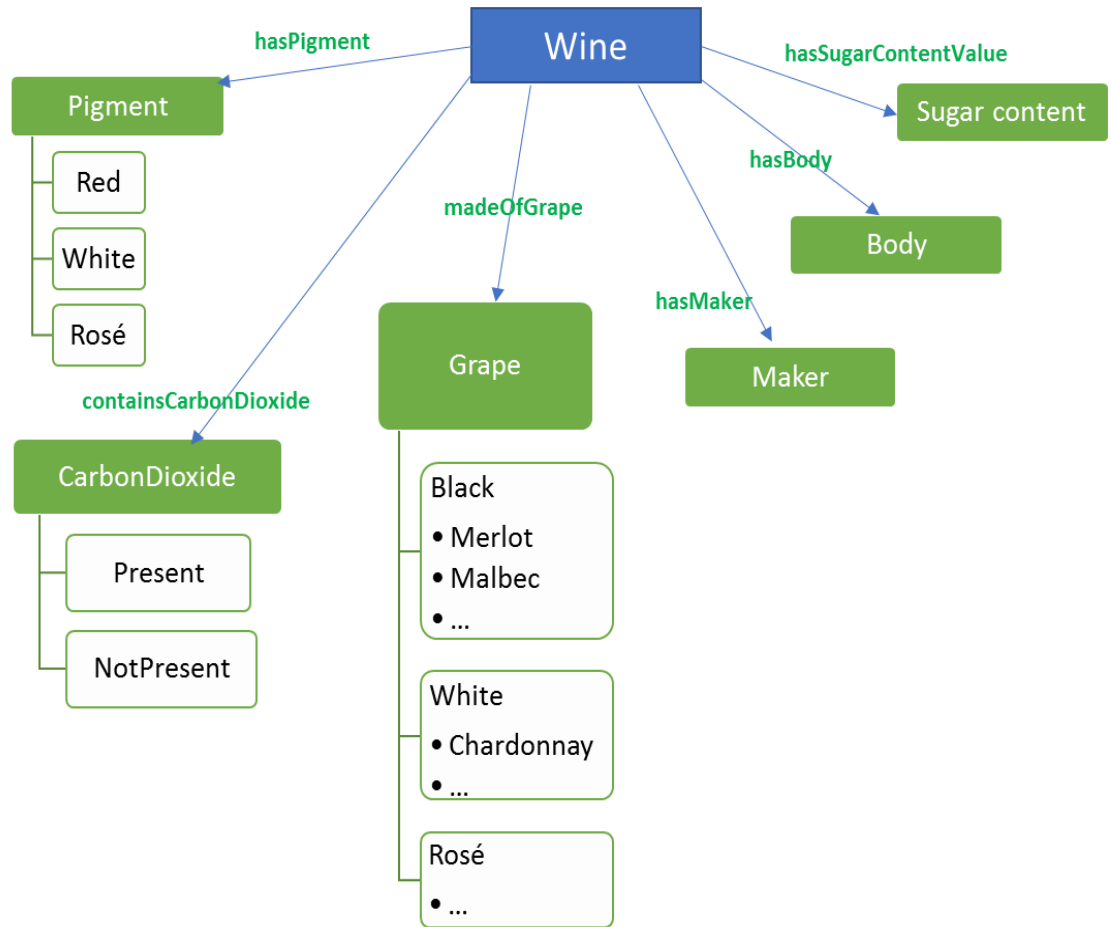 Wine
hasPigment
hasSugarContentValue
Pigment
Sugar content
Red
hasBody
madeOfGrape
White
Body
hasMaker
Rosé
Grape
Maker
containsCarbonDioxide
CarbonDioxide
Black
• Merlot
Present
• Malbec
• ...
NotPresent
White
• Chardonnay
• ...
Rosé
• ...